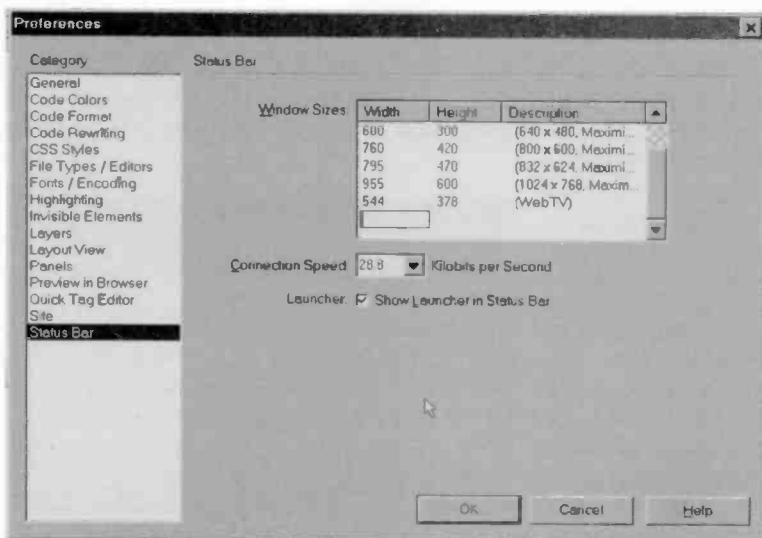 Preferences
Category
General
Code Colors
Code Format
Code Rewriting
CSS Styles
File Types / Editors
Fonts / Encoding
Highlighting
Invisible Elements
Layers
Layout View
Panels
Preview in Browser
Quick Tag Editor
Site
Status Bar
Status Bar
Window Sizes:
Width Height Description
600 300 (640 x 480, Maximi...
760 420 (800 x 600, Maximi...
795 470 (832 x 624, Maximi...
955 600 (1024 x 768, Maxim...
544 378 (WebTV)
Connection Speed: 28.8 Kilobits per Second
Launcher: Show Launcher in Status Bar
OK Cancel Help